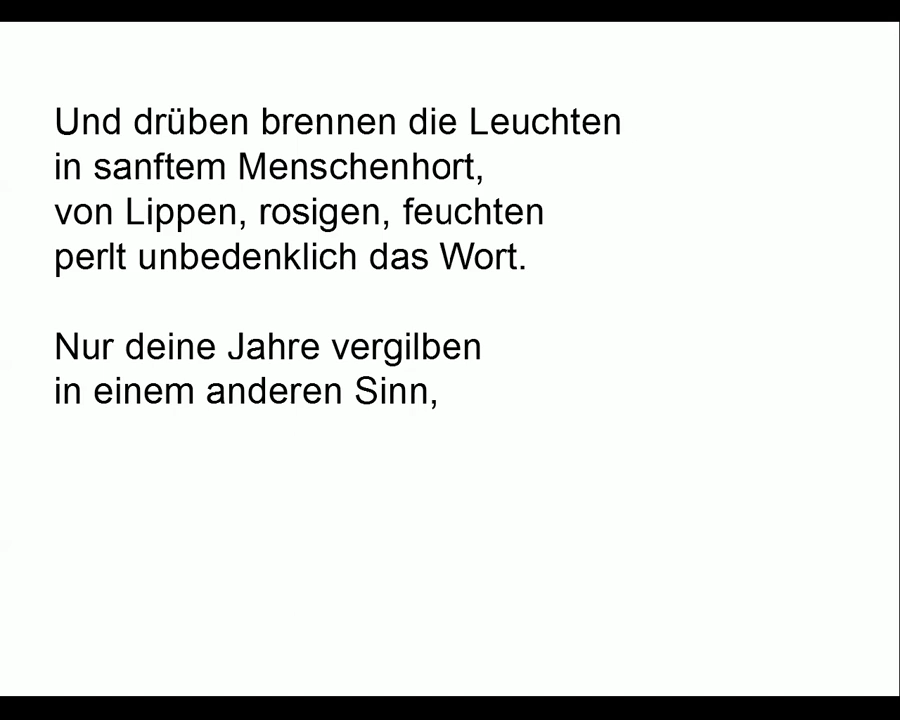 Und drüben brennen die Leuchten
in sanftem Menschenhort,
von Lippen, rosigen, feuchten
perlt unbedenklich das Wort.
Nur deine Jahre vergilben
in einem anderen Sinn,